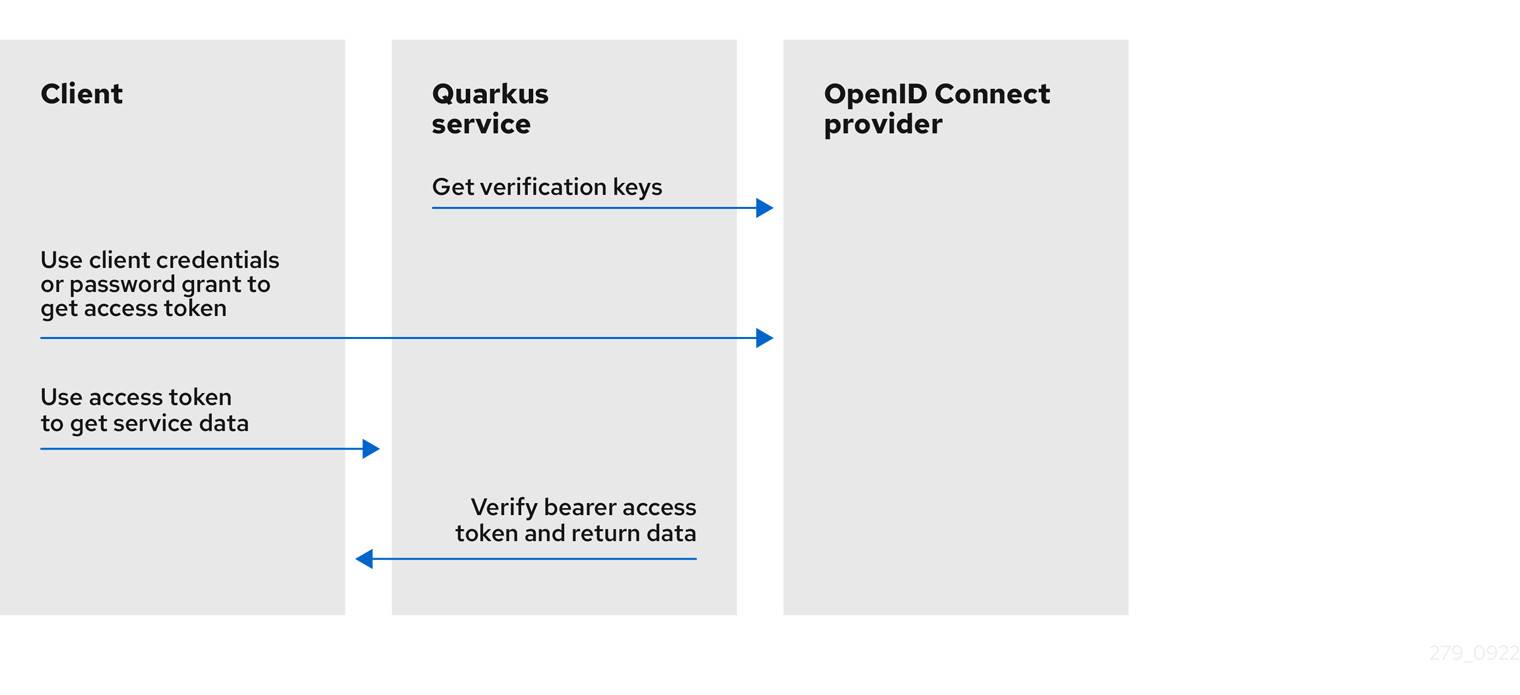 Client
Quarkus
service
OpenID Connect
provider
Get verification keys
Use client credentials
or password grant to
get access token
Use access token
to get service data
Verify bearer access
token and return data
279_0922